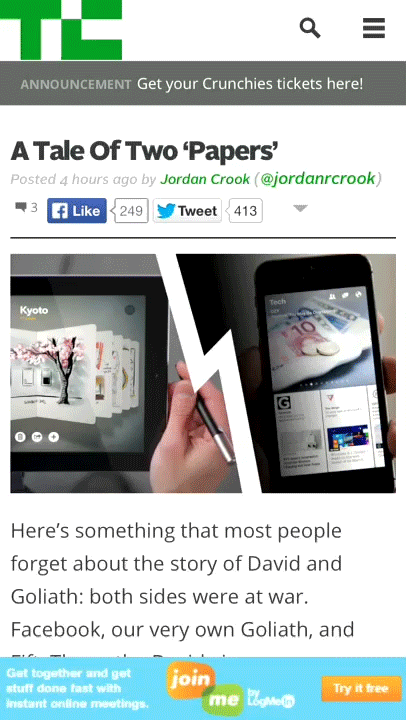 TC
ANNOUNCEMENT Get your Crunchies tickets here!
A Tale Of Two ‘Papers’
Posted 4 hours ago by Jordan Crook (@jordanrcrook)
3 Like 249 Tweet 413
Kyoto
Tech
G
Here’s something that most people
forget about the story of David and
Goliath: both sides were at war.
Facebook, our very own Goliath, and
Get together and get
stuff done fast with
instant online meetings.
join
me by
LogMeIn
Try it free